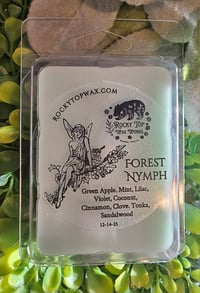 ROCKYTOPWAX.COM
ROCKY TOP
WAX WORKS
FOREST
NYMPH
Green Apple, Mint, Lilac,
Violet, Coconut,
Cinnamon, Clove, Tonka,
Sandalwood
12-14-25